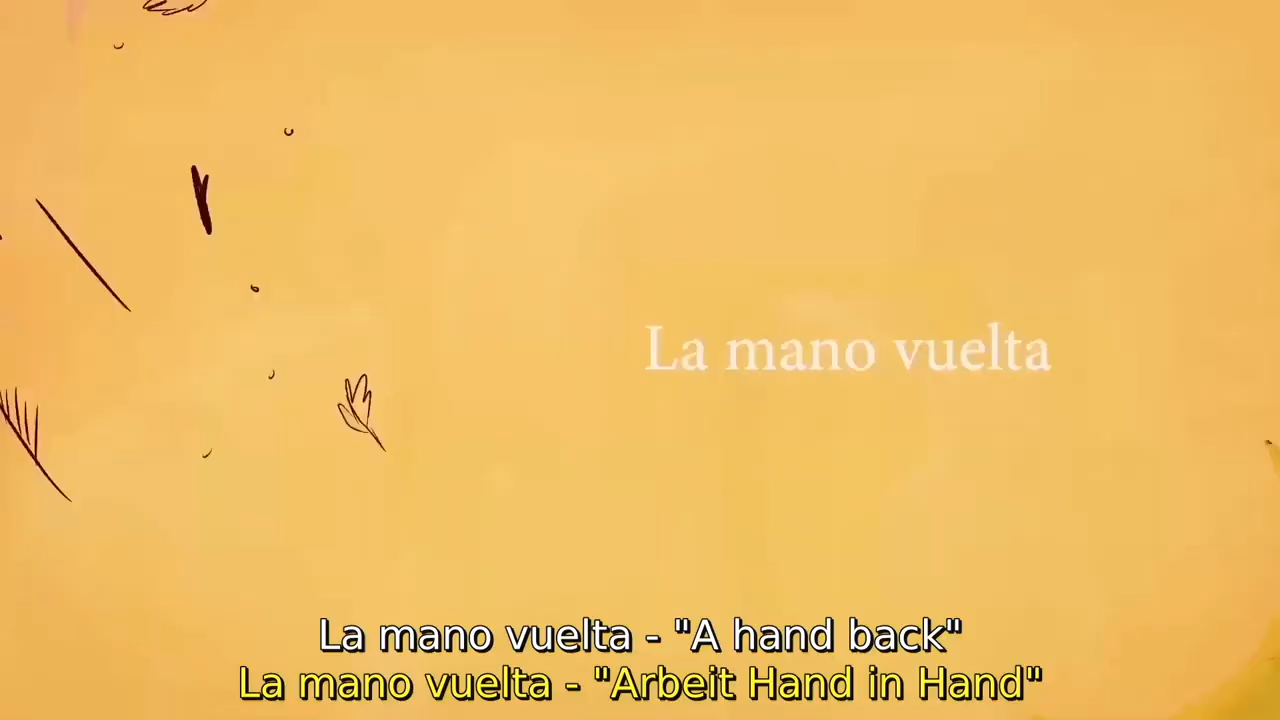 La mano vuelta
La mano vuelta - "A hand back"
La mano vuelta - "Arbeit Hand in Hand"